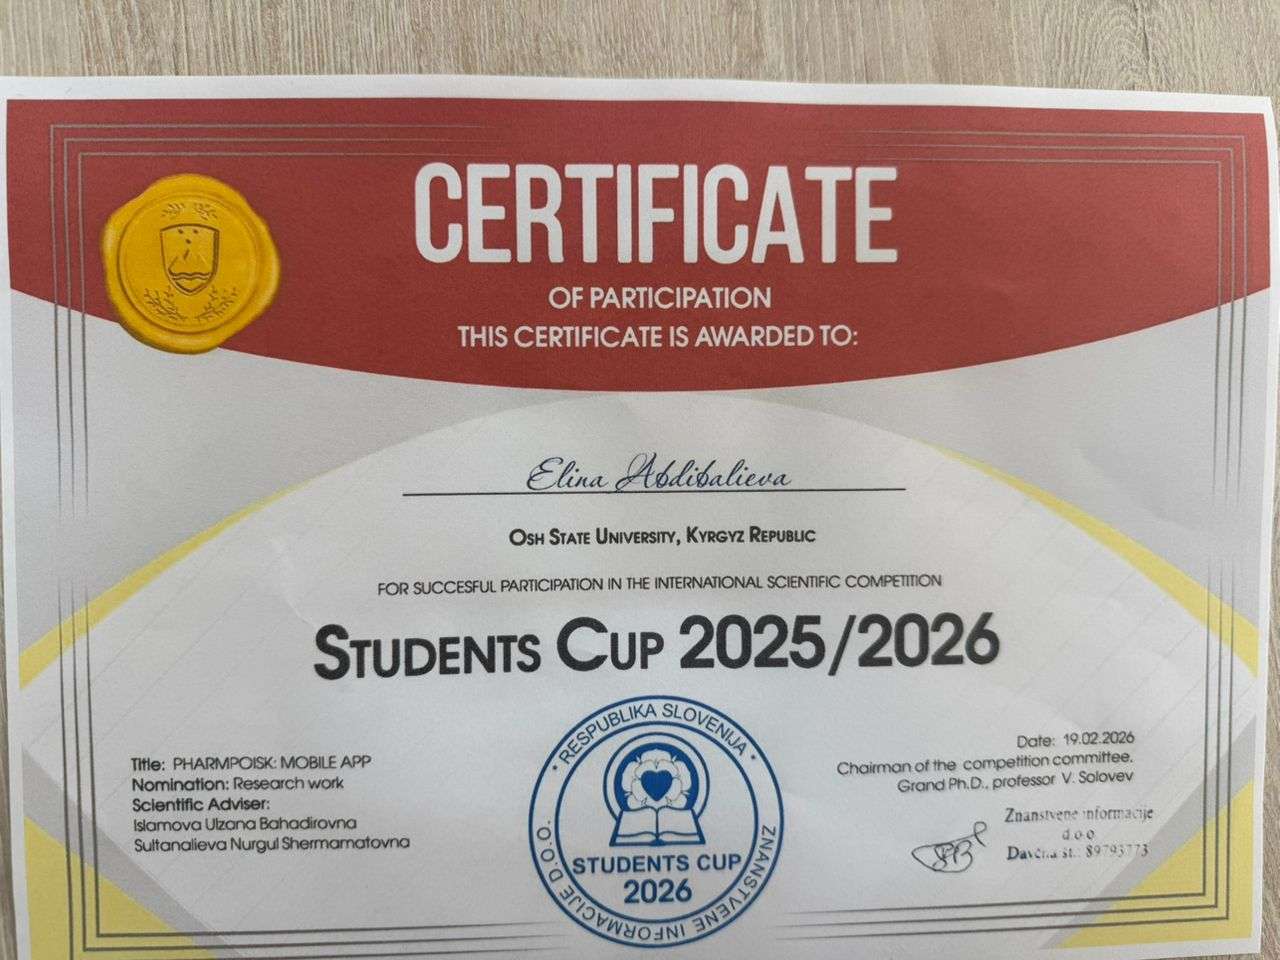 CERTIFICATE
OF PARTICIPATION
THIS CERTIFICATE IS AWARDED TO:
Elina Abdibalieva
OSH STATE UNIVERSITY, KYRGYZ REPUBLIC
FOR SUCCESFUL PARTICIPATION IN THE INTERNATIONAL SCIENTIFIC COMPETITION
STUDENTS CUP 2025/2026
Title: PHARMPOISK: MOBILE APP
Nomination: Research work
Scientific Adviser:
Islamova Ulzana Bahadirovna
Sultanalieva Nurgul Shermamatovna
RESPUBLIKA SLOVENIJA
ZNANSTVENE INFORMACIJE D.O.O.
STUDENTS CUP
2026
Date: 19.02.2026
Chairman of the competition committee.
Grand Ph.D., professor V. Solovev
Znanstvene informacije
d.o.o.
Davčna št.: 89793773